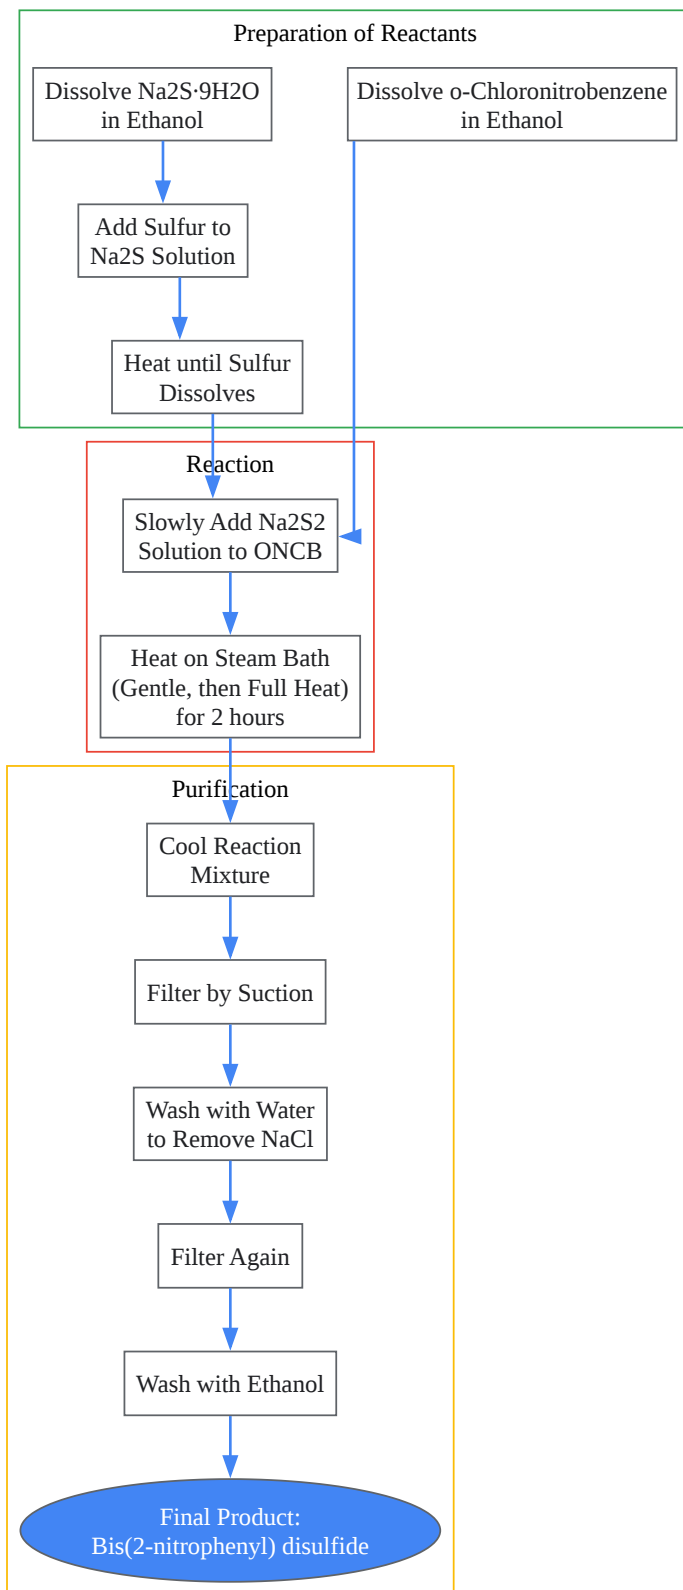 Preparation of Reactants
Dissolve Na2S·9H2O
in Ethanol
Dissolve o-Chloronitrobenzene
in Ethanol
Add Sulfur to
Na2S Solution
Heat until Sulfur
Dissolves
Reaction
Slowly Add Na2S2
Solution to ONCB
Heat on Steam Bath
(Gentle, then Full Heat)
for 2 hours
Purification
Cool Reaction
Mixture
Filter by Suction
Wash with Water
to Remove NaCl
Filter Again
Wash with Ethanol
Final Product:
Bis(2-nitrophenyl) disulfide